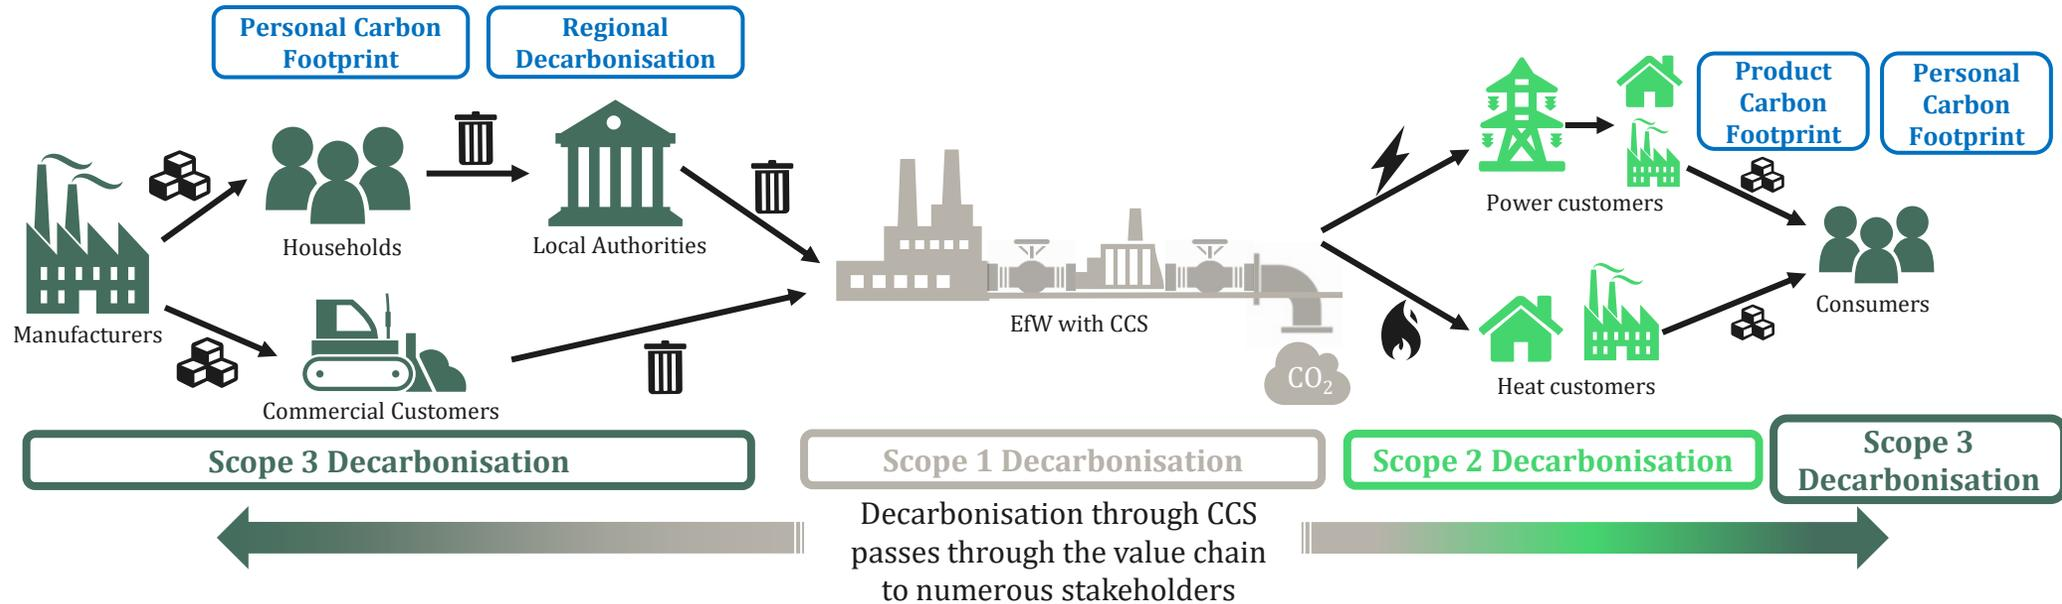 Personal Carbon
Footprint
Regional
Decarbonisation
Product
Carbon
Footprint
Personal
Carbon
Footprint
Manufacturers
Households
Local Authorities
Commercial Customers
EfW with CCS
CO₂
Power customers
Heat customers
Consumers
Scope 3 Decarbonisation
Scope 1 Decarbonisation
Scope 2 Decarbonisation
Scope 3
Decarbonisation
Decarbonisation through CCS
passes through the value chain
to numerous stakeholders